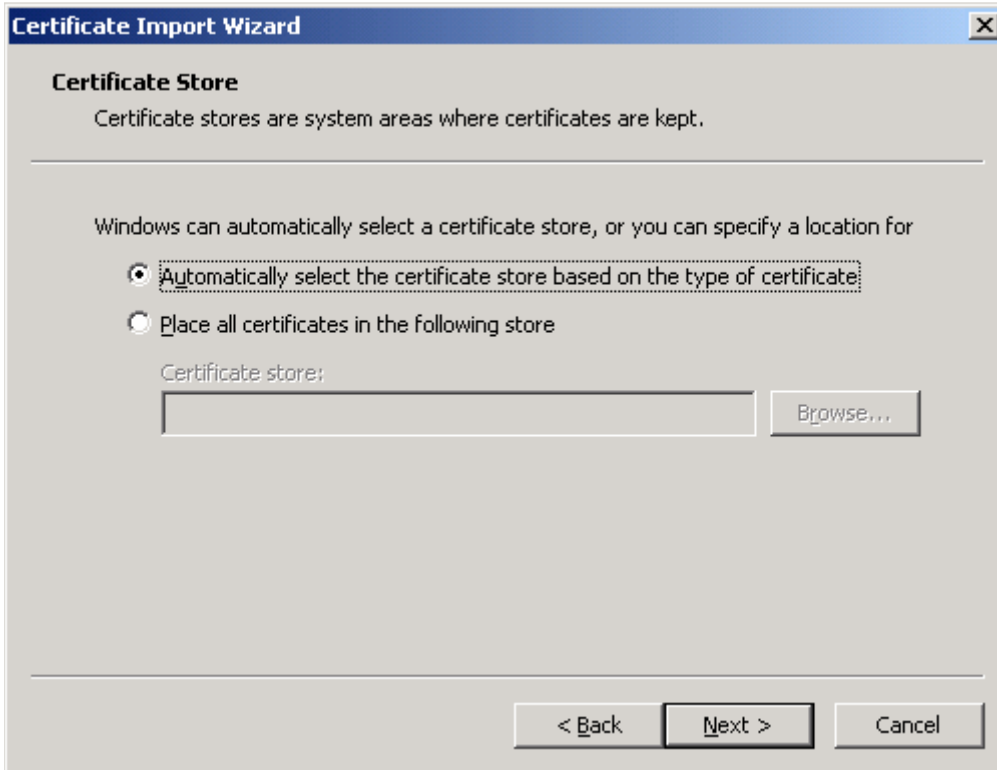 Certificate Import Wizard
Certificate Store
Certificate stores are system areas where certificates are kept.
Windows can automatically select a certificate store, or you can specify a location for
Automatically select the certificate store based on the type of certificate
Place all certificates in the following store
Certificate store:
Browse...
< Back
Next >
Cancel